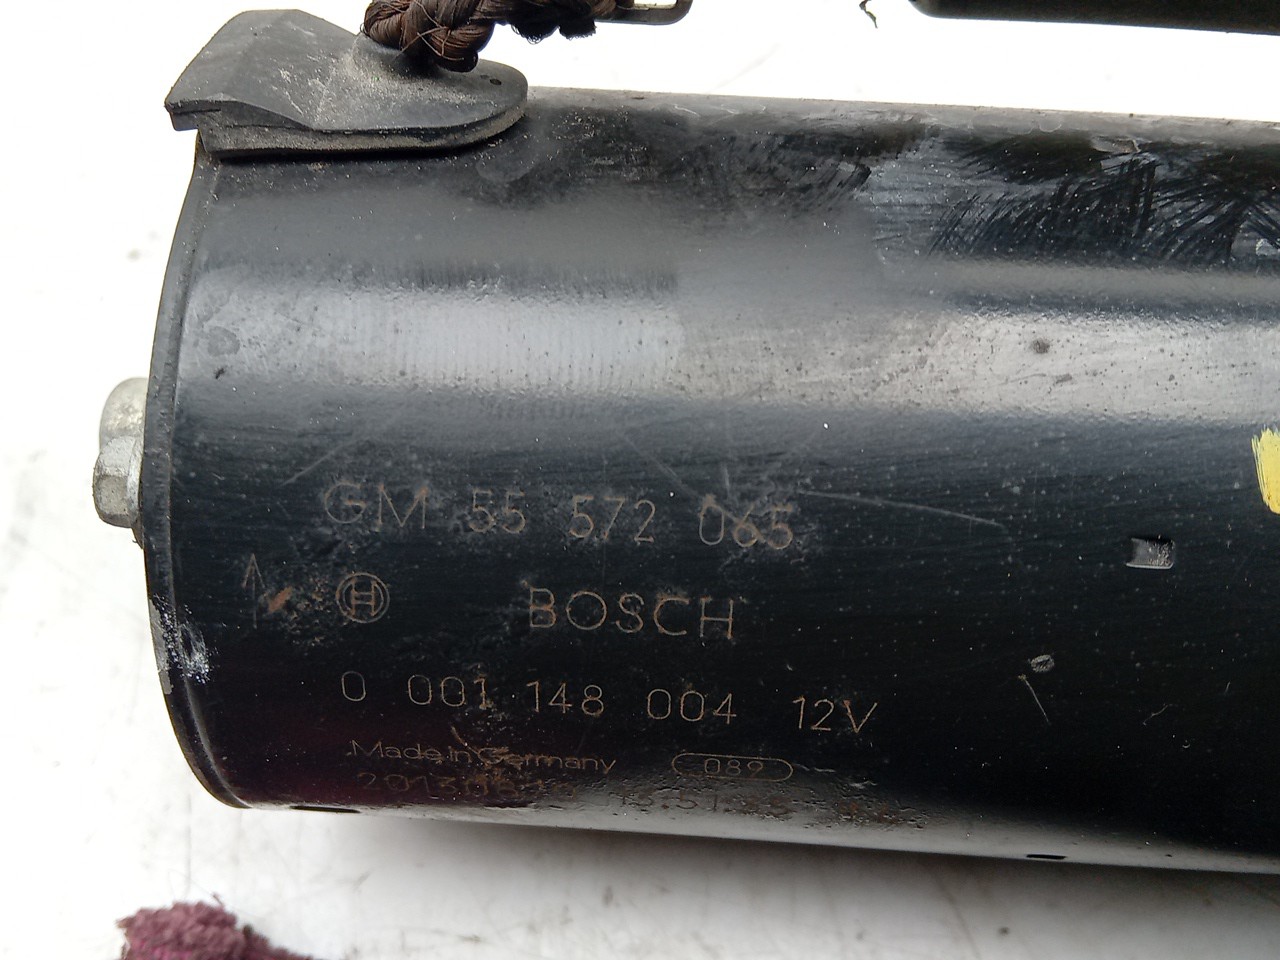 GM 55 572 065
BOSCH
0 001 148 004 12V
Made in Germany 089